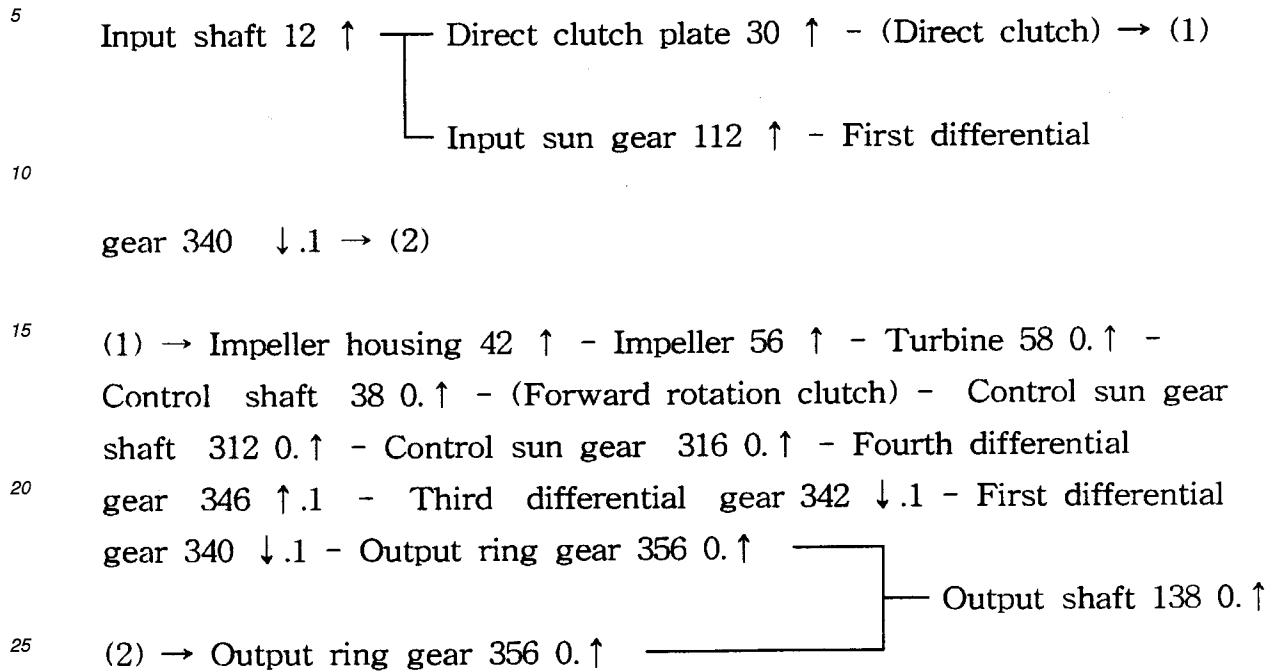 5
Input shaft 12 ↑ Direct clutch plate 30 ↑ - (Direct clutch) → (1)
Input sun gear 112 ↑ - First differential
10
gear 340 ↓.1 → (2)
15
(1) → Impeller housing 42 ↑ - Impeller 56 ↑ - Turbine 58 0.↑ -
Control shaft 38 0.↑ - (Forward rotation clutch) - Control sun gear
shaft 312 0.↑ - Control sun gear 316 0.↑ - Fourth differential
20
gear 346 ↑.1 - Third differential gear 342 ↓.1 - First differential
gear 340 ↓.1 - Output ring gear 356 0.↑
Output shaft 138 0.↑
25
(2) → Output ring gear 356 0.↑